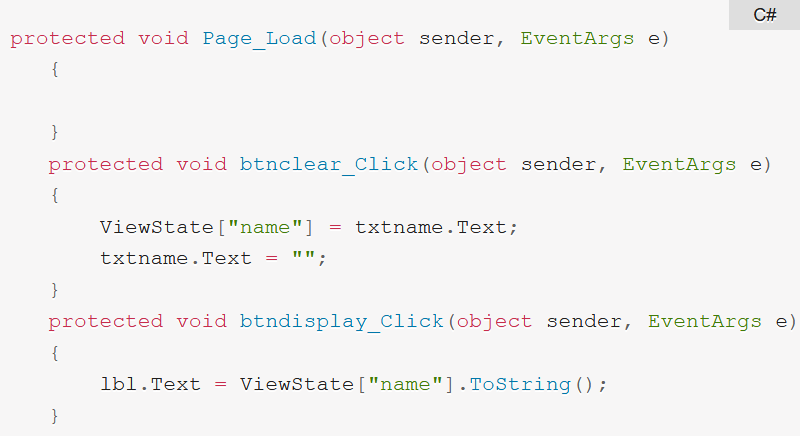 C#
protected void Page_Load(object sender, EventArgs e)
{
}
protected void btnclear_Click(object sender, EventArgs e)
{
ViewState["name"] = txtname.Text;
txtname.Text = "";
}
protected void btndisplay_Click(object sender, EventArgs e)
{
lbl.Text = ViewState["name"].ToString();
}